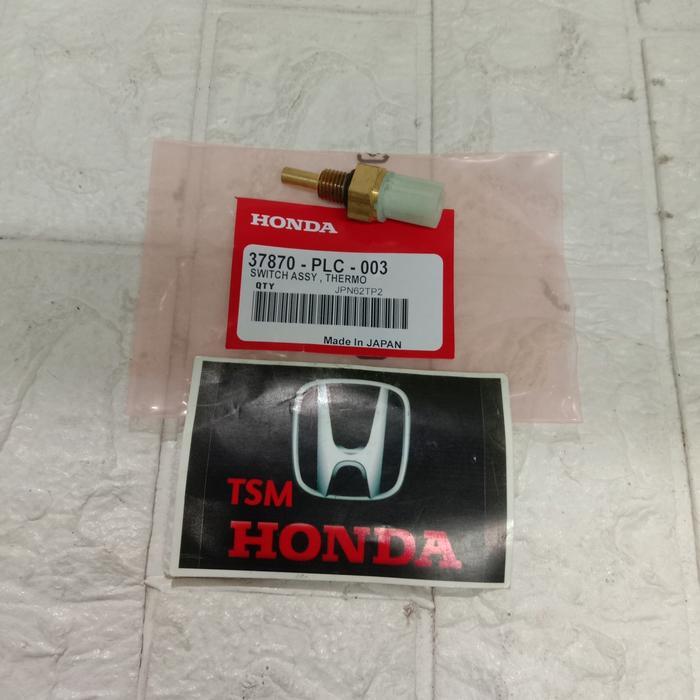 HONDA
37870 - PLC - 003
SWITCH ASSY , THERMO
QTY JPN62TP2
Made In JAPAN
TSM
HONDA